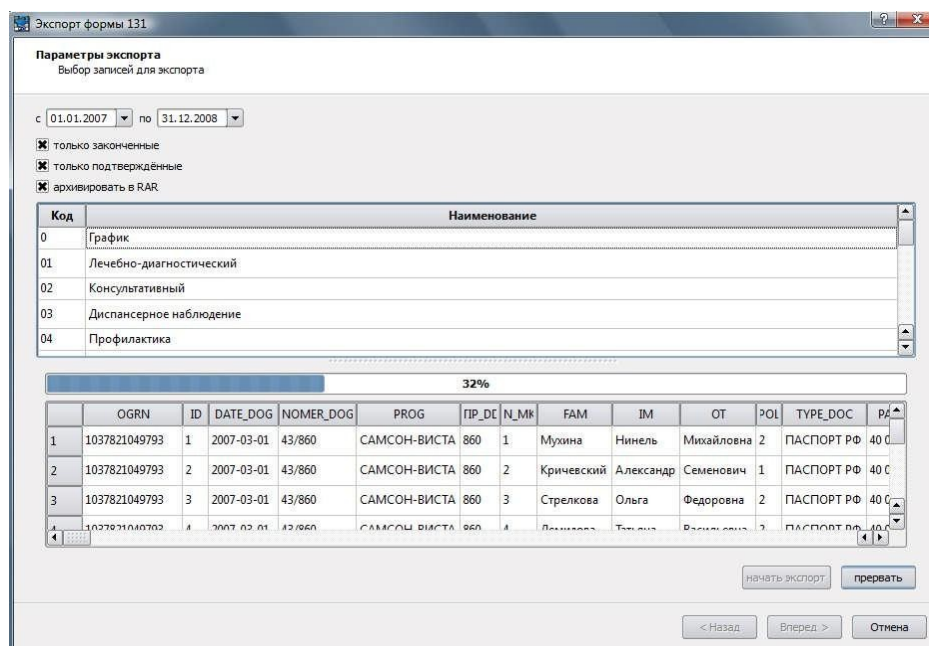 Экспорт формы 131
Параметры экспорта
Выбор записей для экспорта
с 01.01.2007 по 31.12.2008
только законченные
только подтверждённые
архивировать в RAR
Код Наименование
0 График
01 Лечебно-диагностический
02 Консультативный
03 Диспансерное наблюдение
04 Профилактика
32%
OGRN ID DATE_DOG NOMER_DOG PROG FAM IM OT TYPE_DOC
1 1037821049793 1 2007-03-01 43/860 САМСОН-ВИСТА 860 1 Мухина Нинель Михайловна 2 ПАСПОРТ РФ 40
2 1037821049793 2 2007-03-01 43/860 САМСОН-ВИСТА 860 2 Кричевский Александр Семенович 1 ПАСПОРТ РФ 40
3 1037821049793 3 2007-03-01 43/860 САМСОН-ВИСТА 860 3 Стрелкова Ольга Федоровна 2 ПАСПОРТ РФ 40
начать экспорт прервать
< Назад Вперед > Отмена